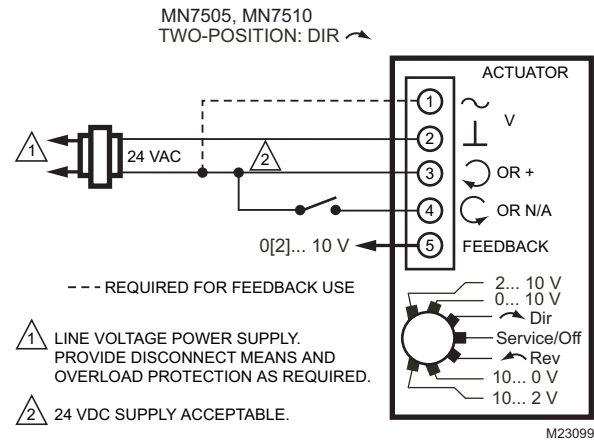 MN7505, MN7510
TWO-POSITION: DIR
ACTUATOR
1
V
1
2
24 VAC
2
3
OR +
4
OR N/A
0[2]... 10 V
5
FEEDBACK
--- REQUIRED FOR FEEDBACK USE
2... 10 V
0... 10 V
Dir
Service/Off
Rev
10... 0 V
10... 2 V
1 LINE VOLTAGE POWER SUPPLY.
PROVIDE DISCONNECT MEANS AND
OVERLOAD PROTECTION AS REQUIRED.
2 24 VDC SUPPLY ACCEPTABLE.
M23099